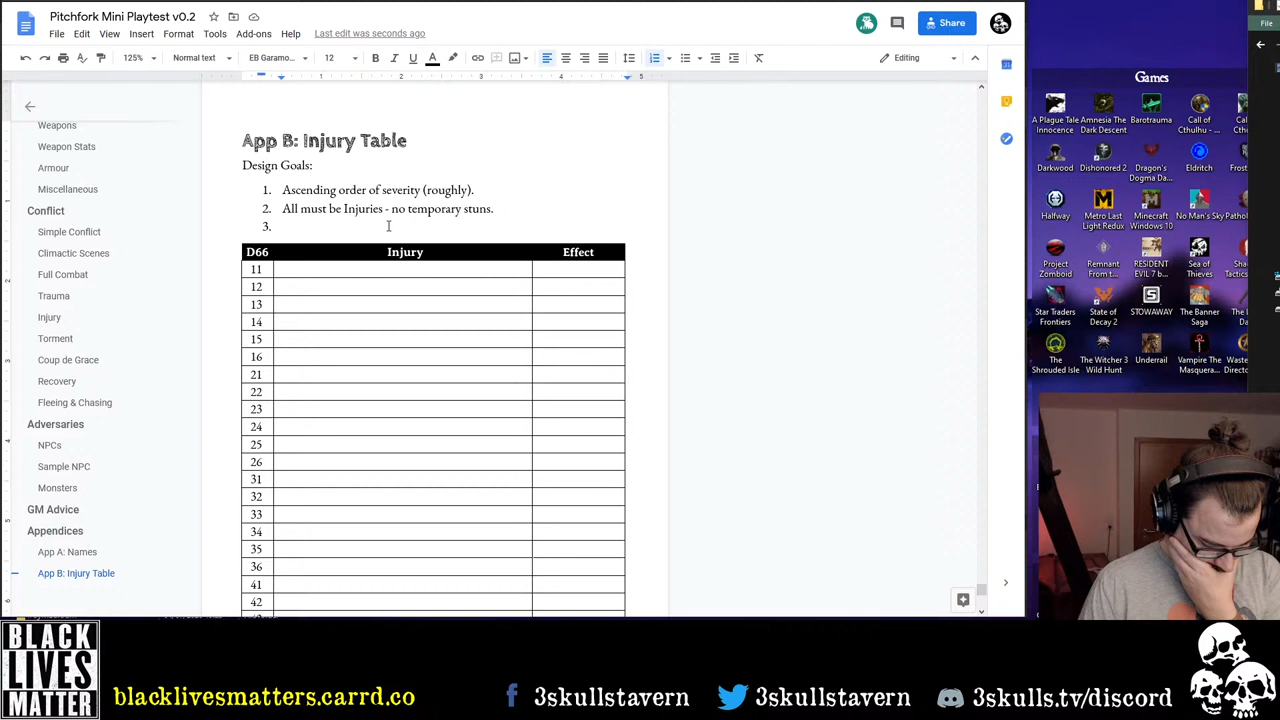 Pitchfork Mini Playtest v0.2
File Edit View Insert Format Tools Add-ons Help Last edit was seconds ago
Share
125% Normal text EB Garamo... 12 B I U A Editing
1 2 3 4 5
Weapons
Weapon Stats
Armour
Miscellaneous
Conflict
Simple Conflict
Climactic Scenes
Full Combat
Trauma
Injury
Torment
Coup de Grace
Recovery
Fleeing & Chasing
Adversaries
NPCs
Sample NPC
Monsters
GM Advice
Appendices
App A: Names
App B: Injury Table
App B: Injury Table
Design Goals:
1. Ascending order of severity (roughly).
2. All must be Injuries - no temporary stuns.
3.
D66 Injury Effect
11
12
13
14
15
16
21
22
23
24
25
26
31
32
33
34
35
36
41
42
File
Games
A Plague Tale Innocence
Amnesia The Dark Descent
Barotrauma
Call of Cthulhu - ...
Darkwood
Dishonored 2
Dragon's Dogma Da...
Eldritch
Halfway
Metro Last Light Redux
Minecraft Windows 10
No Man's Sky
Project Zomboid
Remnant From t...
RESIDENT EVIL 7 b...
Sea of Thieves
Star Traders Frontiers
State of Decay 2
STOWAWAY
The Banner Saga
The Shrouded Isle
The Witcher 3 Wild Hunt
Underrail
Vampire The Masquera...
BLACK
LIVES
MATTER
blacklivesmatters.carrd.co
3skullstavern
3skullstavern
3skulls.tv/discord